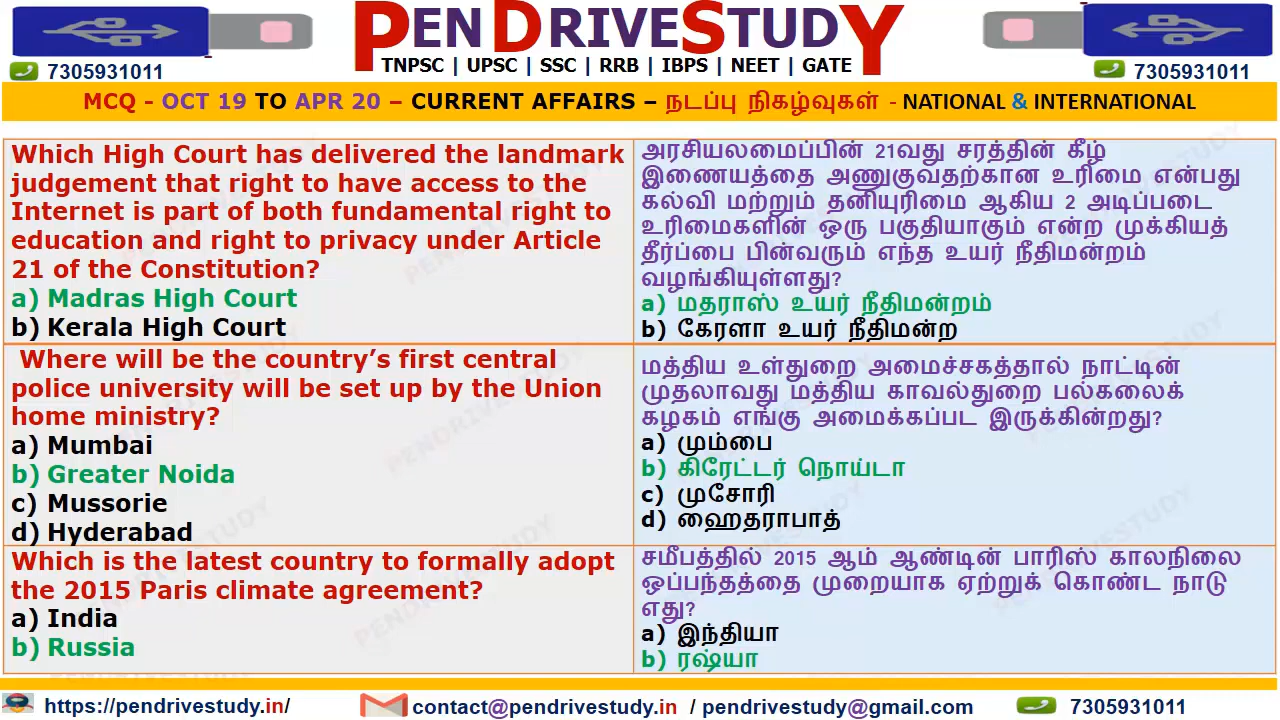 PENDRIVESTUDY
TNPSC | UPSC | SSC | RRB | IBPS | NEET | GATE
7305931011
7305931011
MCQ - OCT 19 TO APR 20 – CURRENT AFFAIRS – நடப்பு நிகழ்வுகள் - NATIONAL & INTERNATIONAL
Which High Court has delivered the landmark
judgement that right to have access to the
Internet is part of both fundamental right to
education and right to privacy under Article
21 of the Constitution?
a) Madras High Court
b) Kerala High Court
அரசியலமைப்பின் 21வது சரத்தின் கீழ்
இணையத்தை அணுகுவதற்கான உரிமை என்பது
கல்வி மற்றும் தனியுரிமை ஆகிய 2 அடிப்படை
உரிமைகளின் ஒரு பகுதியாகும் என்ற முக்கியத்
தீர்ப்பை பின்வரும் எந்த உயர் நீதிமன்றம்
வழங்கியுள்ளது?
a) மதராஸ் உயர் நீதிமன்றம்
b) கேரளா உயர் நீதிமன்ற
Where will be the country’s first central
police university will be set up by the Union
home ministry?
a) Mumbai
b) Greater Noida
c) Mussorie
d) Hyderabad
மத்திய உள்துறை அமைச்சகத்தால் நாட்டின்
முதலாவது மத்திய காவல்துறை பல்கலைக்
கழகம் எங்கு அமைக்கப்பட இருக்கின்றது?
a) மும்பை
b) கிரேட்டர் நொய்டா
c) முசோரி
d) ஹைதராபாத்
Which is the latest country to formally adopt
the 2015 Paris climate agreement?
a) India
b) Russia
சமீபத்தில் 2015 ஆம் ஆண்டின் பாரிஸ் காலநிலை
ஒப்பந்தத்தை முறையாக ஏற்றுக் கொண்ட நாடு
எது?
a) இந்தியா
b) ரஷ்யா
https://pendrivestudy.in/
contact@pendrivestudy.in / pendrivestudy@gmail.com
7305931011